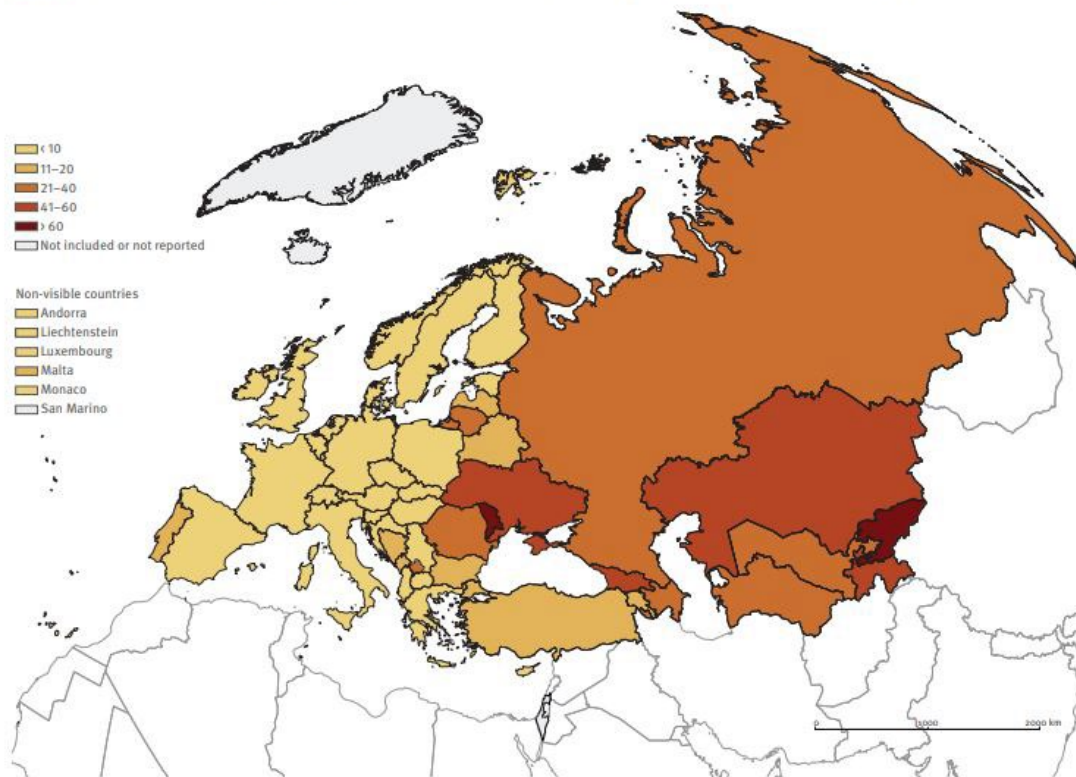 < 10
11–20
21–40
41–60
> 60
Not included or not reported
Non-visible countries
Andorra
Liechtenstein
Luxembourg
Malta
Monaco
San Marino
0 1000 2000 km